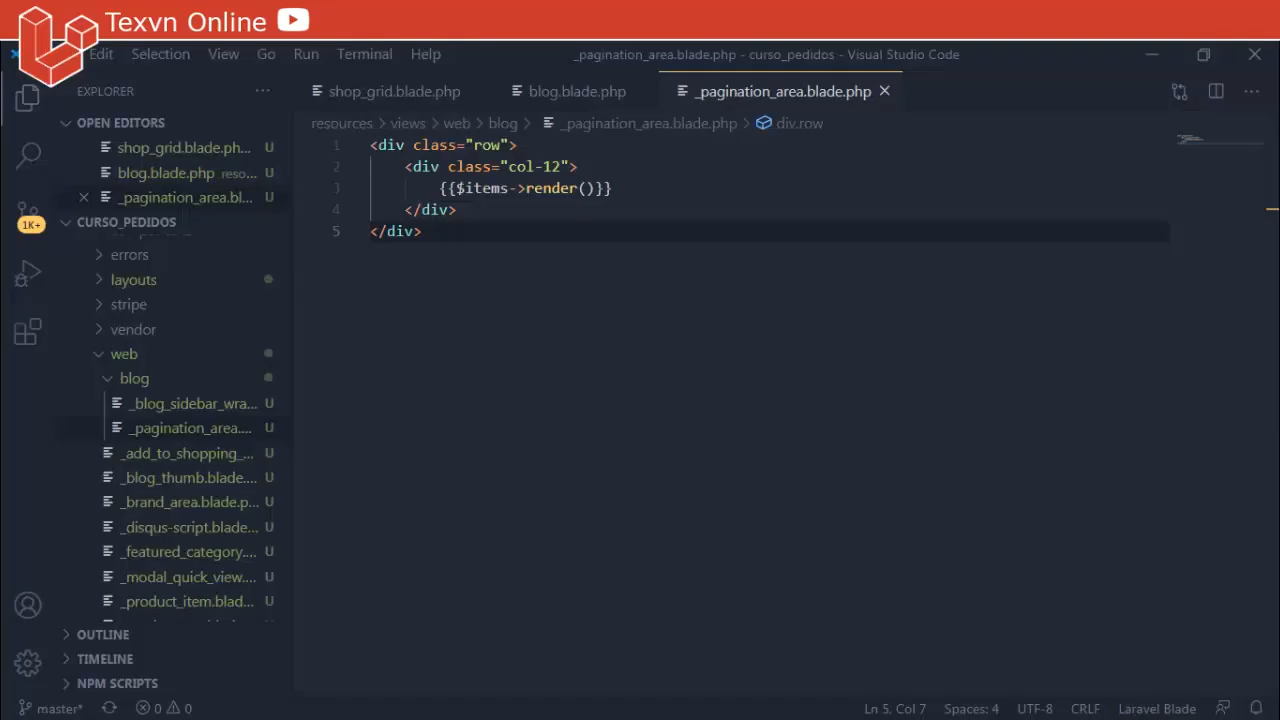 Texvn Online
Edit Selection View Go Run Terminal Help
_pagination_area.blade.php - curso_pedidos - Visual Studio Code
EXPLORER
shop_grid.blade.php
blog.blade.php
_pagination_area.blade.php
OPEN EDITORS
shop_grid.blade.ph... U
blog.blade.php reso... U
_pagination_area.bl... U
1K+
CURSO_PEDIDOS
errors
layouts
stripe
vendor
web
blog
_blog_sidebar_wra... U
_pagination_area.... U
_add_to_shopping_... U
_blog_thumb.blade.... U
_brand_area.blade.p... U
_disqus-script.blade... U
_featured_category.... U
_modal_quick_view.... U
_product_item.blad... U
OUTLINE
TIMELINE
NPM SCRIPTS
resources > views > web > blog > _pagination_area.blade.php > div.row
1 <div class="row">
2 <div class="col-12">
3 {{$items->render()}}
4 </div>
5 </div>
master* 0 0
Ln 5, Col 7 Spaces: 4 UTF-8 CRLF Laravel Blade